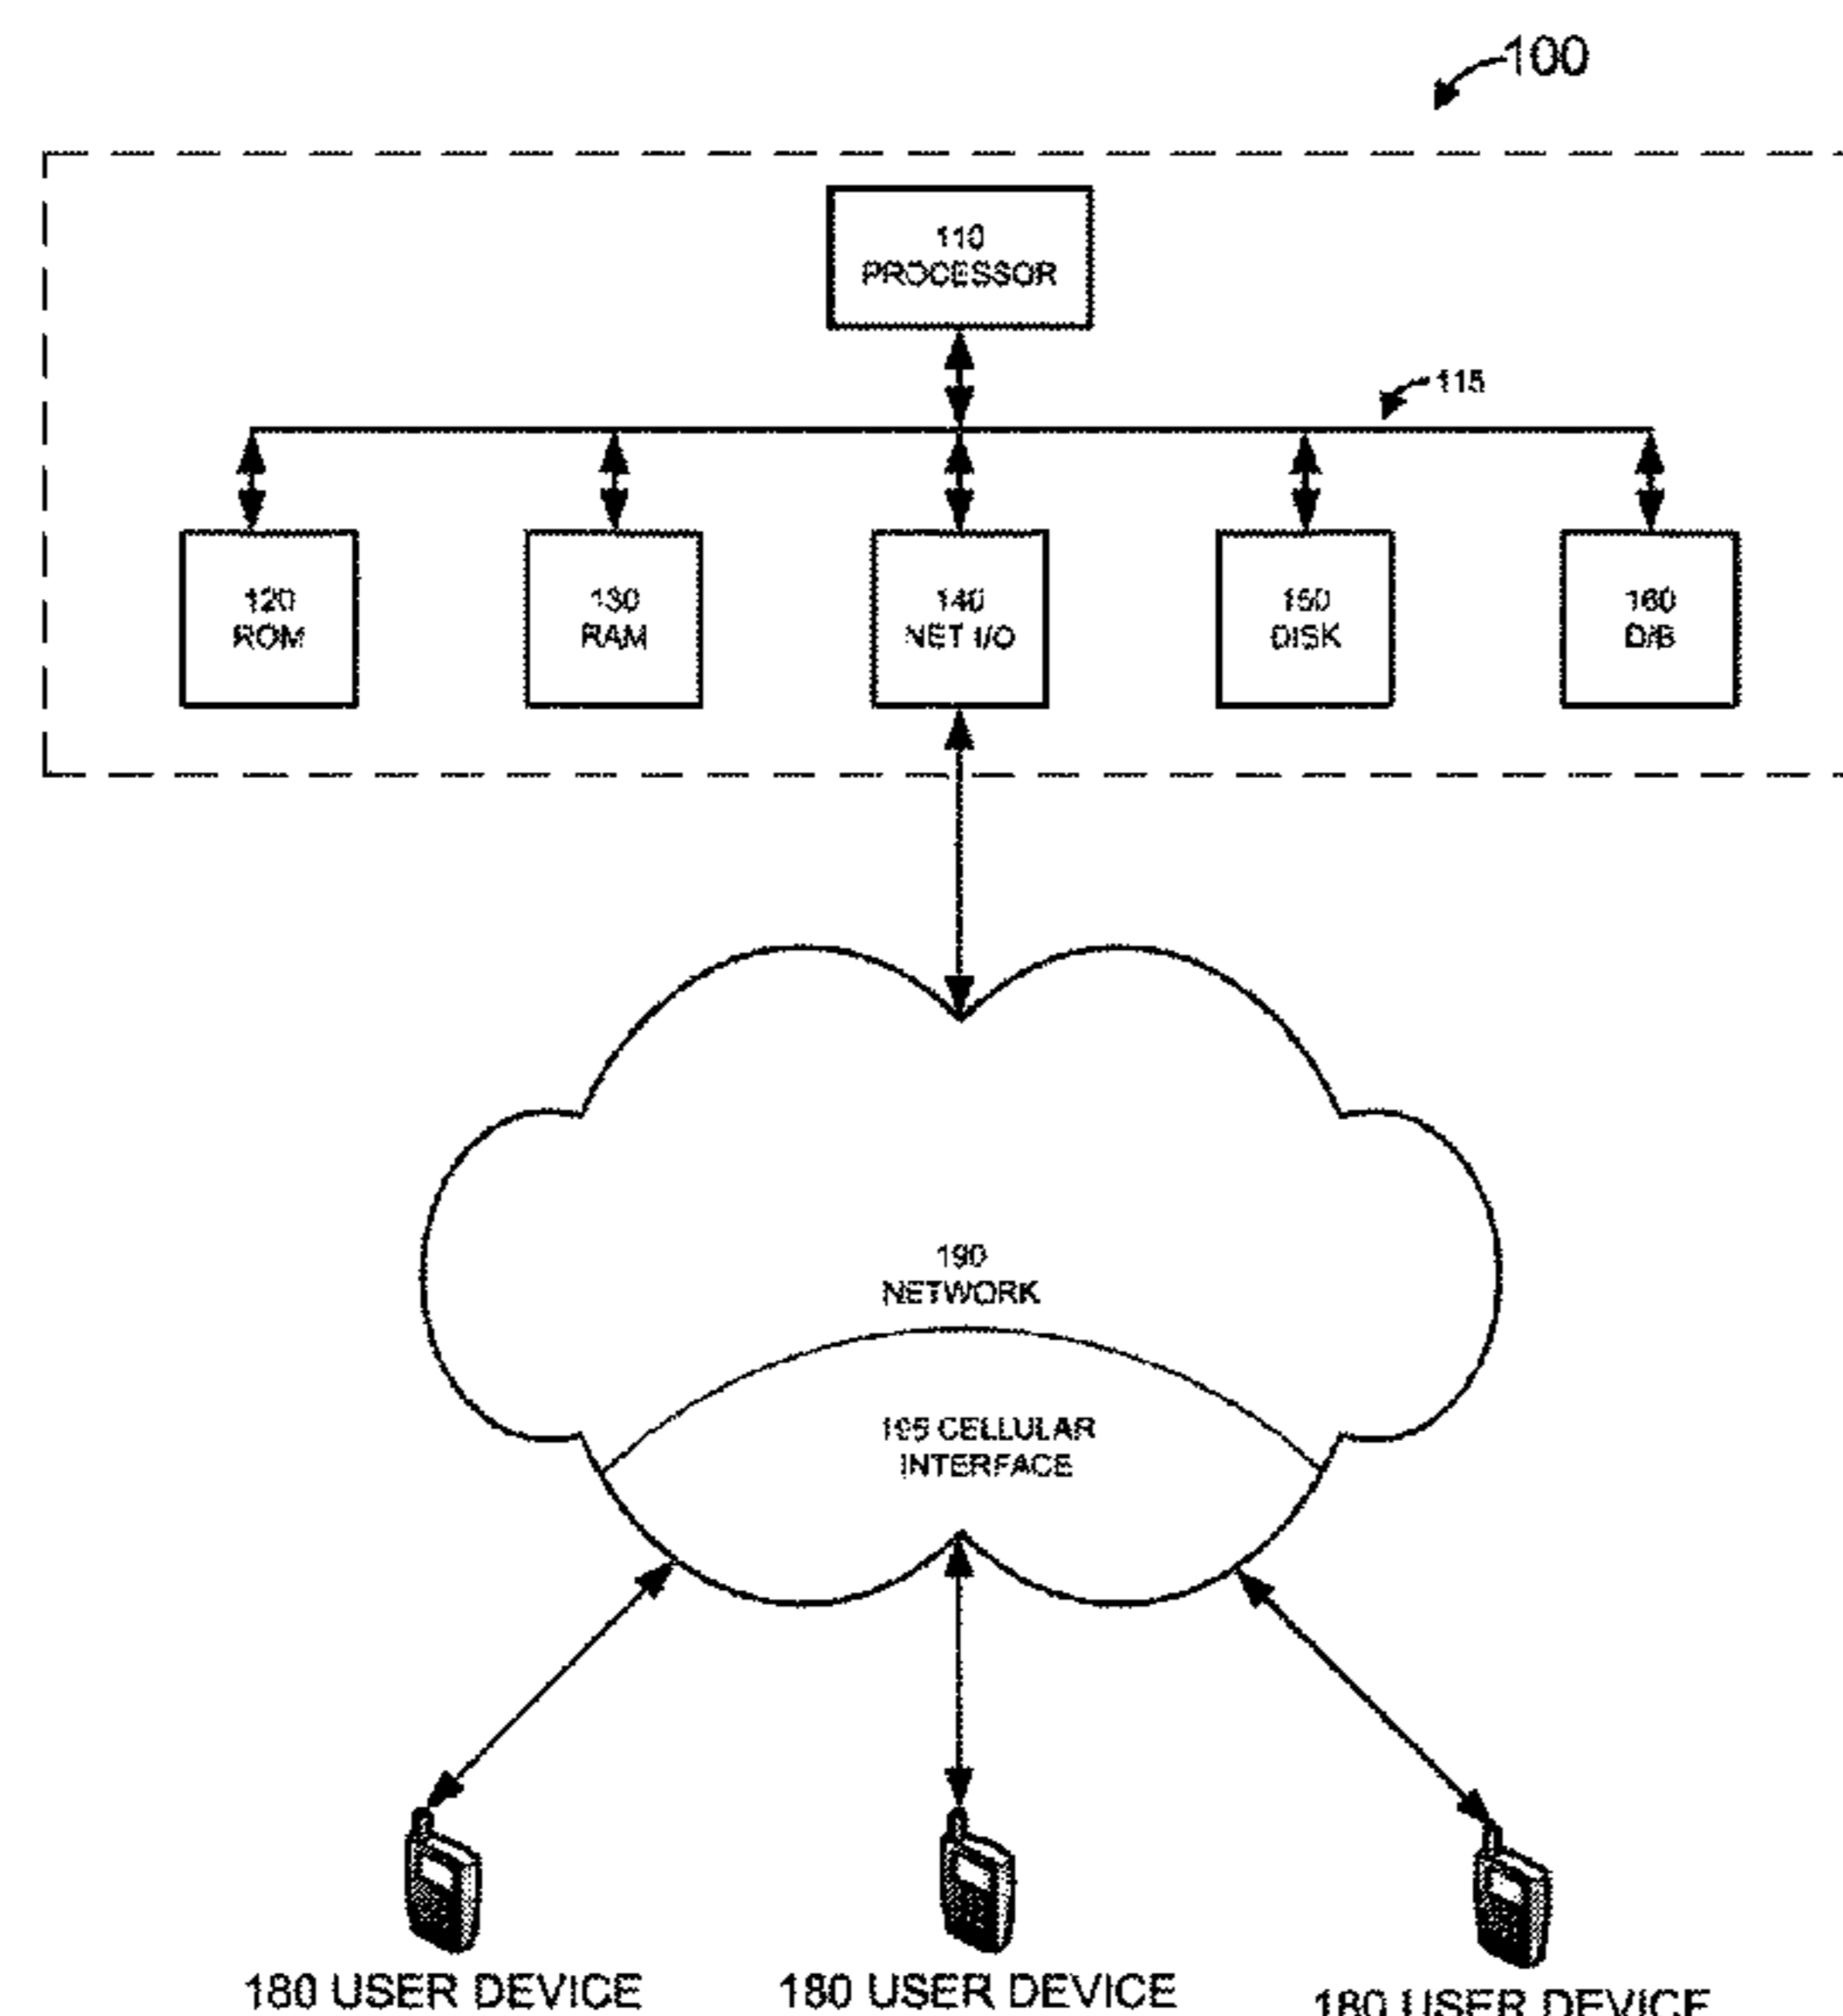 100
110
PROCESSOR
115
120
ROM
130
RAM
140
NET I/O
150
DISK
160
D/B
190
NETWORK
195 CELLULAR
INTERFACE
180 USER DEVICE
180 USER DEVICE
180 USER DEVICE